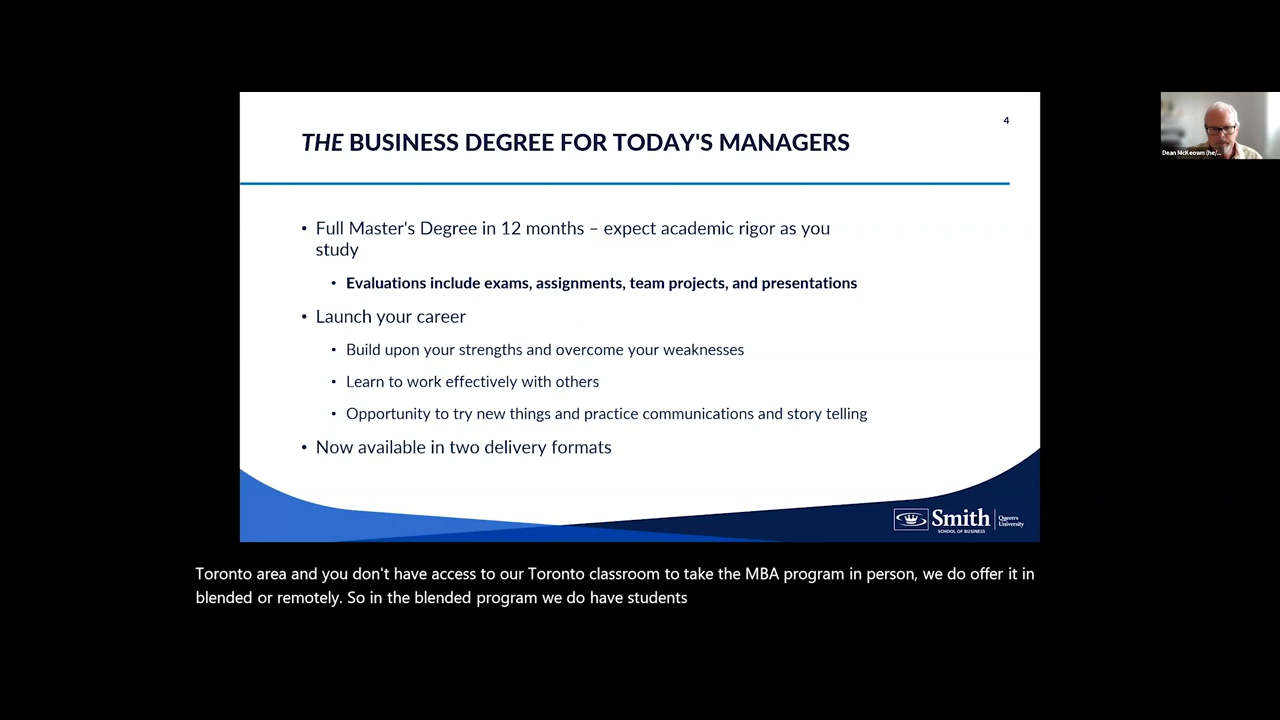 4
THE BUSINESS DEGREE FOR TODAY'S MANAGERS
• Full Master's Degree in 12 months – expect academic rigor as you
study
• Evaluations include exams, assignments, team projects, and presentations
• Launch your career
• Build upon your strengths and overcome your weaknesses
• Learn to work effectively with others
• Opportunity to try new things and practice communications and story telling
• Now available in two delivery formats
Smith
SCHOOL OF BUSINESS
Queen's
University
Dean McKeown (he/...
Toronto area and you don't have access to our Toronto classroom to take the MBA program in person, we do offer it in
blended or remotely. So in the blended program we do have students